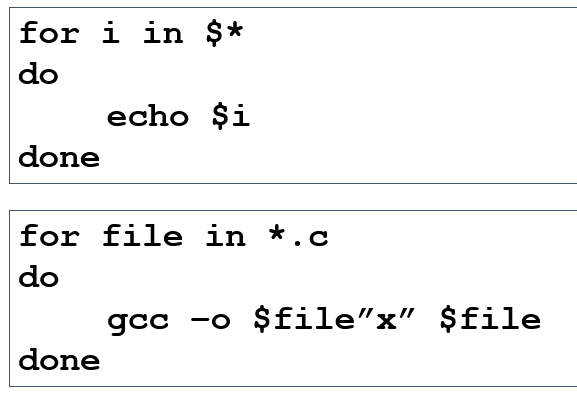 for i in $*
do
echo $i
done
for file in *.c
do
gcc –o $file”x” $file
done